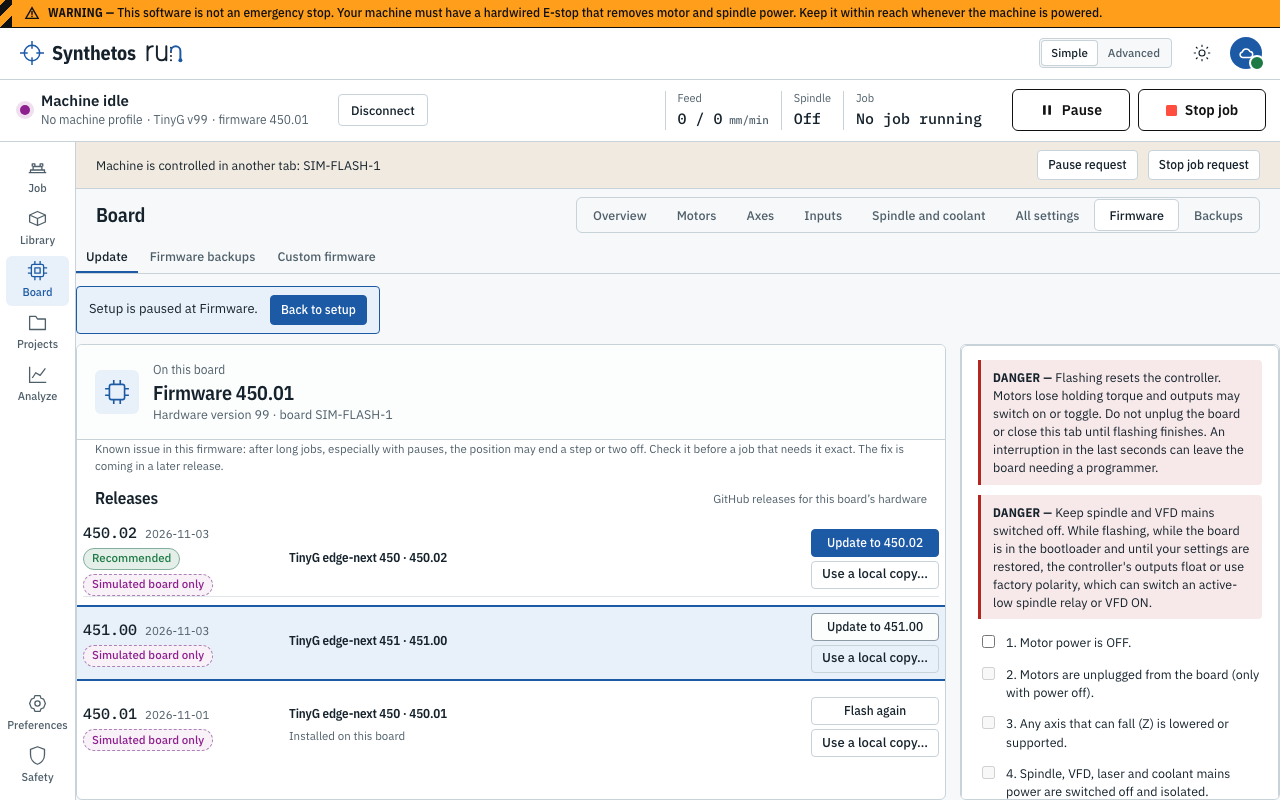 WARNING — This software is not an emergency stop. Your machine must have a hardwired E-stop that removes motor and spindle power. Keep it within reach whenever the machine is powered.
Synthetos run
Simple Advanced
Machine idle
No machine profile · TinyG v99 · firmware 450.01
Disconnect
Feed
0 / 0 mm/min
Spindle
Off
Job
No job running
Pause
Stop job
Job
Library
Board
Projects
Analyze
Preferences
Safety
Machine is controlled in another tab: SIM-FLASH-1
Pause request
Stop job request
Board
Overview Motors Axes Inputs Spindle and coolant All settings Firmware Backups
Update Firmware backups Custom firmware
Setup is paused at Firmware.
Back to setup
On this board
Firmware 450.01
Hardware version 99 · board SIM-FLASH-1
Known issue in this firmware: after long jobs, especially with pauses, the position may end a step or two off. Check it before a job that needs it exact. The fix is
coming in a later release.
Releases
GitHub releases for this board's hardware
450.02 2026-11-03
Recommended
Simulated board only
TinyG edge-next 450 · 450.02
Update to 450.02
Use a local copy...
451.00 2026-11-03
Simulated board only
TinyG edge-next 451 · 451.00
Update to 451.00
Use a local copy...
450.01 2026-11-01
Simulated board only
TinyG edge-next 450 · 450.01
Installed on this board
Flash again
Use a local copy...
DANGER — Flashing resets the controller.
Motors lose holding torque and outputs may
switch on or toggle. Do not unplug the board
or close this tab until flashing finishes. An
interruption in the last seconds can leave the
board needing a programmer.
DANGER — Keep spindle and VFD mains
switched off. While flashing, while the board
is in the bootloader and until your settings are
restored, the controller's outputs float or use
factory polarity, which can switch an active-
low spindle relay or VFD ON.
1. Motor power is OFF.
2. Motors are unplugged from the board (only
with power off).
3. Any axis that can fall (Z) is lowered or
supported.
4. Spindle, VFD, laser and coolant mains
power are switched off and isolated.